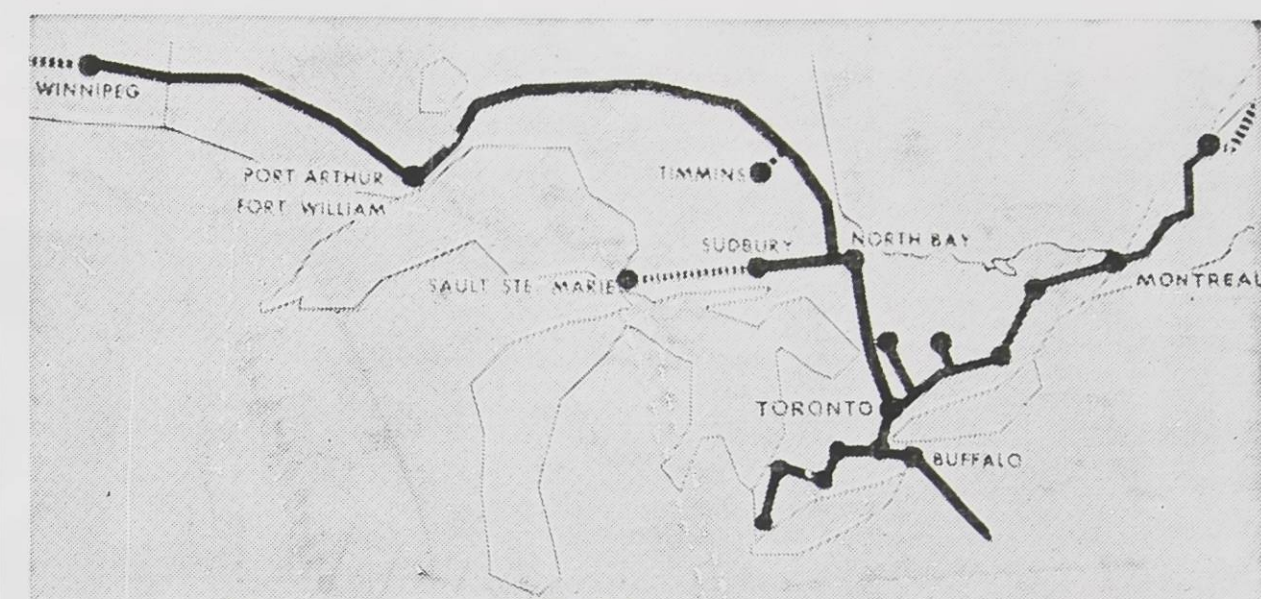 WINNIPEG
PORT ARTHUR
FORT WILLIAM
TIMMINS
SUDBURY
NORTH BAY
SAULT STE. MARIE
MONTREAL
TORONTO
BUFFALO